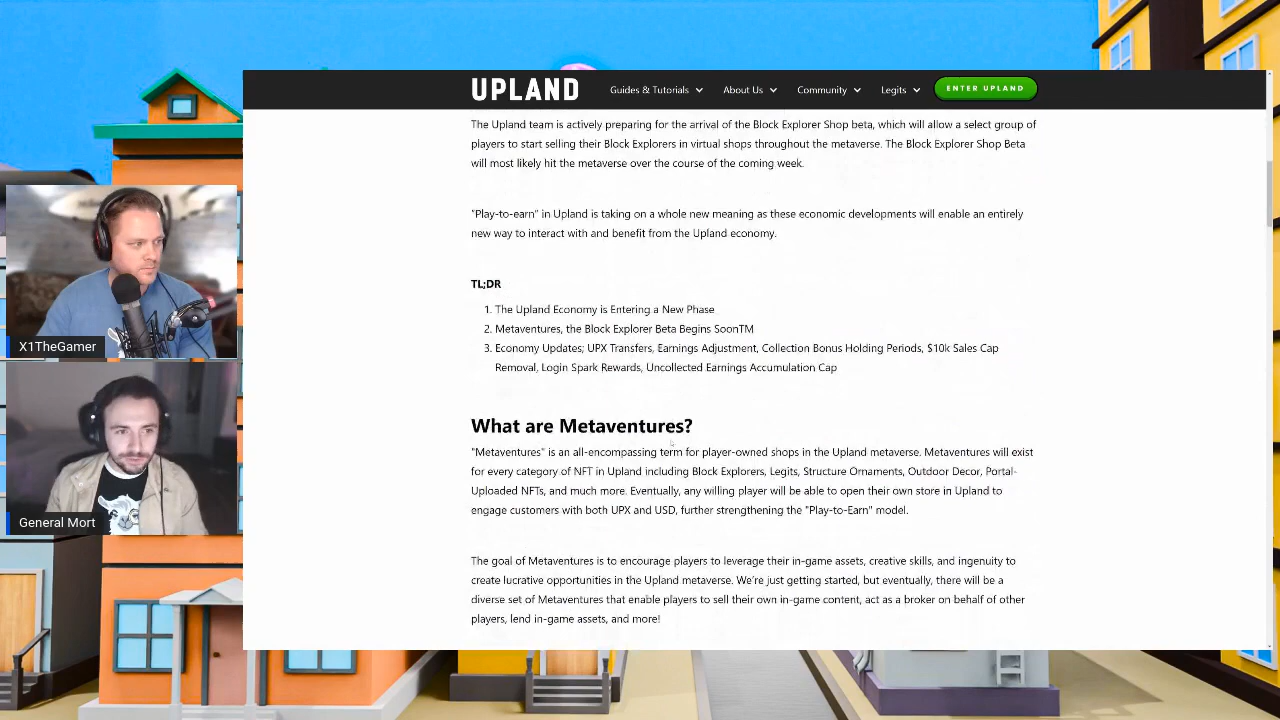 UPLAND
Guides & Tutorials
About Us
Community
Legits
ENTER UPLAND
The Upland team is actively preparing for the arrival of the Block Explorer Shop beta, which will allow a select group of
players to start selling their Block Explorers in virtual shops throughout the metaverse. The Block Explorer Shop Beta
will most likely hit the metaverse over the course of the coming week.
"Play-to-earn" in Upland is taking on a whole new meaning as these economic developments will enable an entirely
new way to interact with and benefit from the Upland economy.
TL;DR
1. The Upland Economy is Entering a New Phase
2. Metaventures, the Block Explorer Beta Begins SoonTM
3. Economy Updates; UPX Transfers, Earnings Adjustment, Collection Bonus Holding Periods, $10k Sales Cap
Removal, Login Spark Rewards, Uncollected Earnings Accumulation Cap
What are Metaventures?
"Metaventures" is an all-encompassing term for player-owned shops in the Upland metaverse. Metaventures will exist
for every category of NFT in Upland including Block Explorers, Legits, Structure Ornaments, Outdoor Decor, Portal-
Uploaded NFTs, and much more. Eventually, any willing player will be able to open their own store in Upland to
engage customers with both UPX and USD, further strengthening the "Play-to-Earn" model.
The goal of Metaventures is to encourage players to leverage their in-game assets, creative skills, and ingenuity to
create lucrative opportunities in the Upland metaverse. We're just getting started, but eventually, there will be a
diverse set of Metaventures that enable players to sell their own in-game content, act as a broker on behalf of other
players, lend in-game assets, and more!
X1TheGamer
General Mort